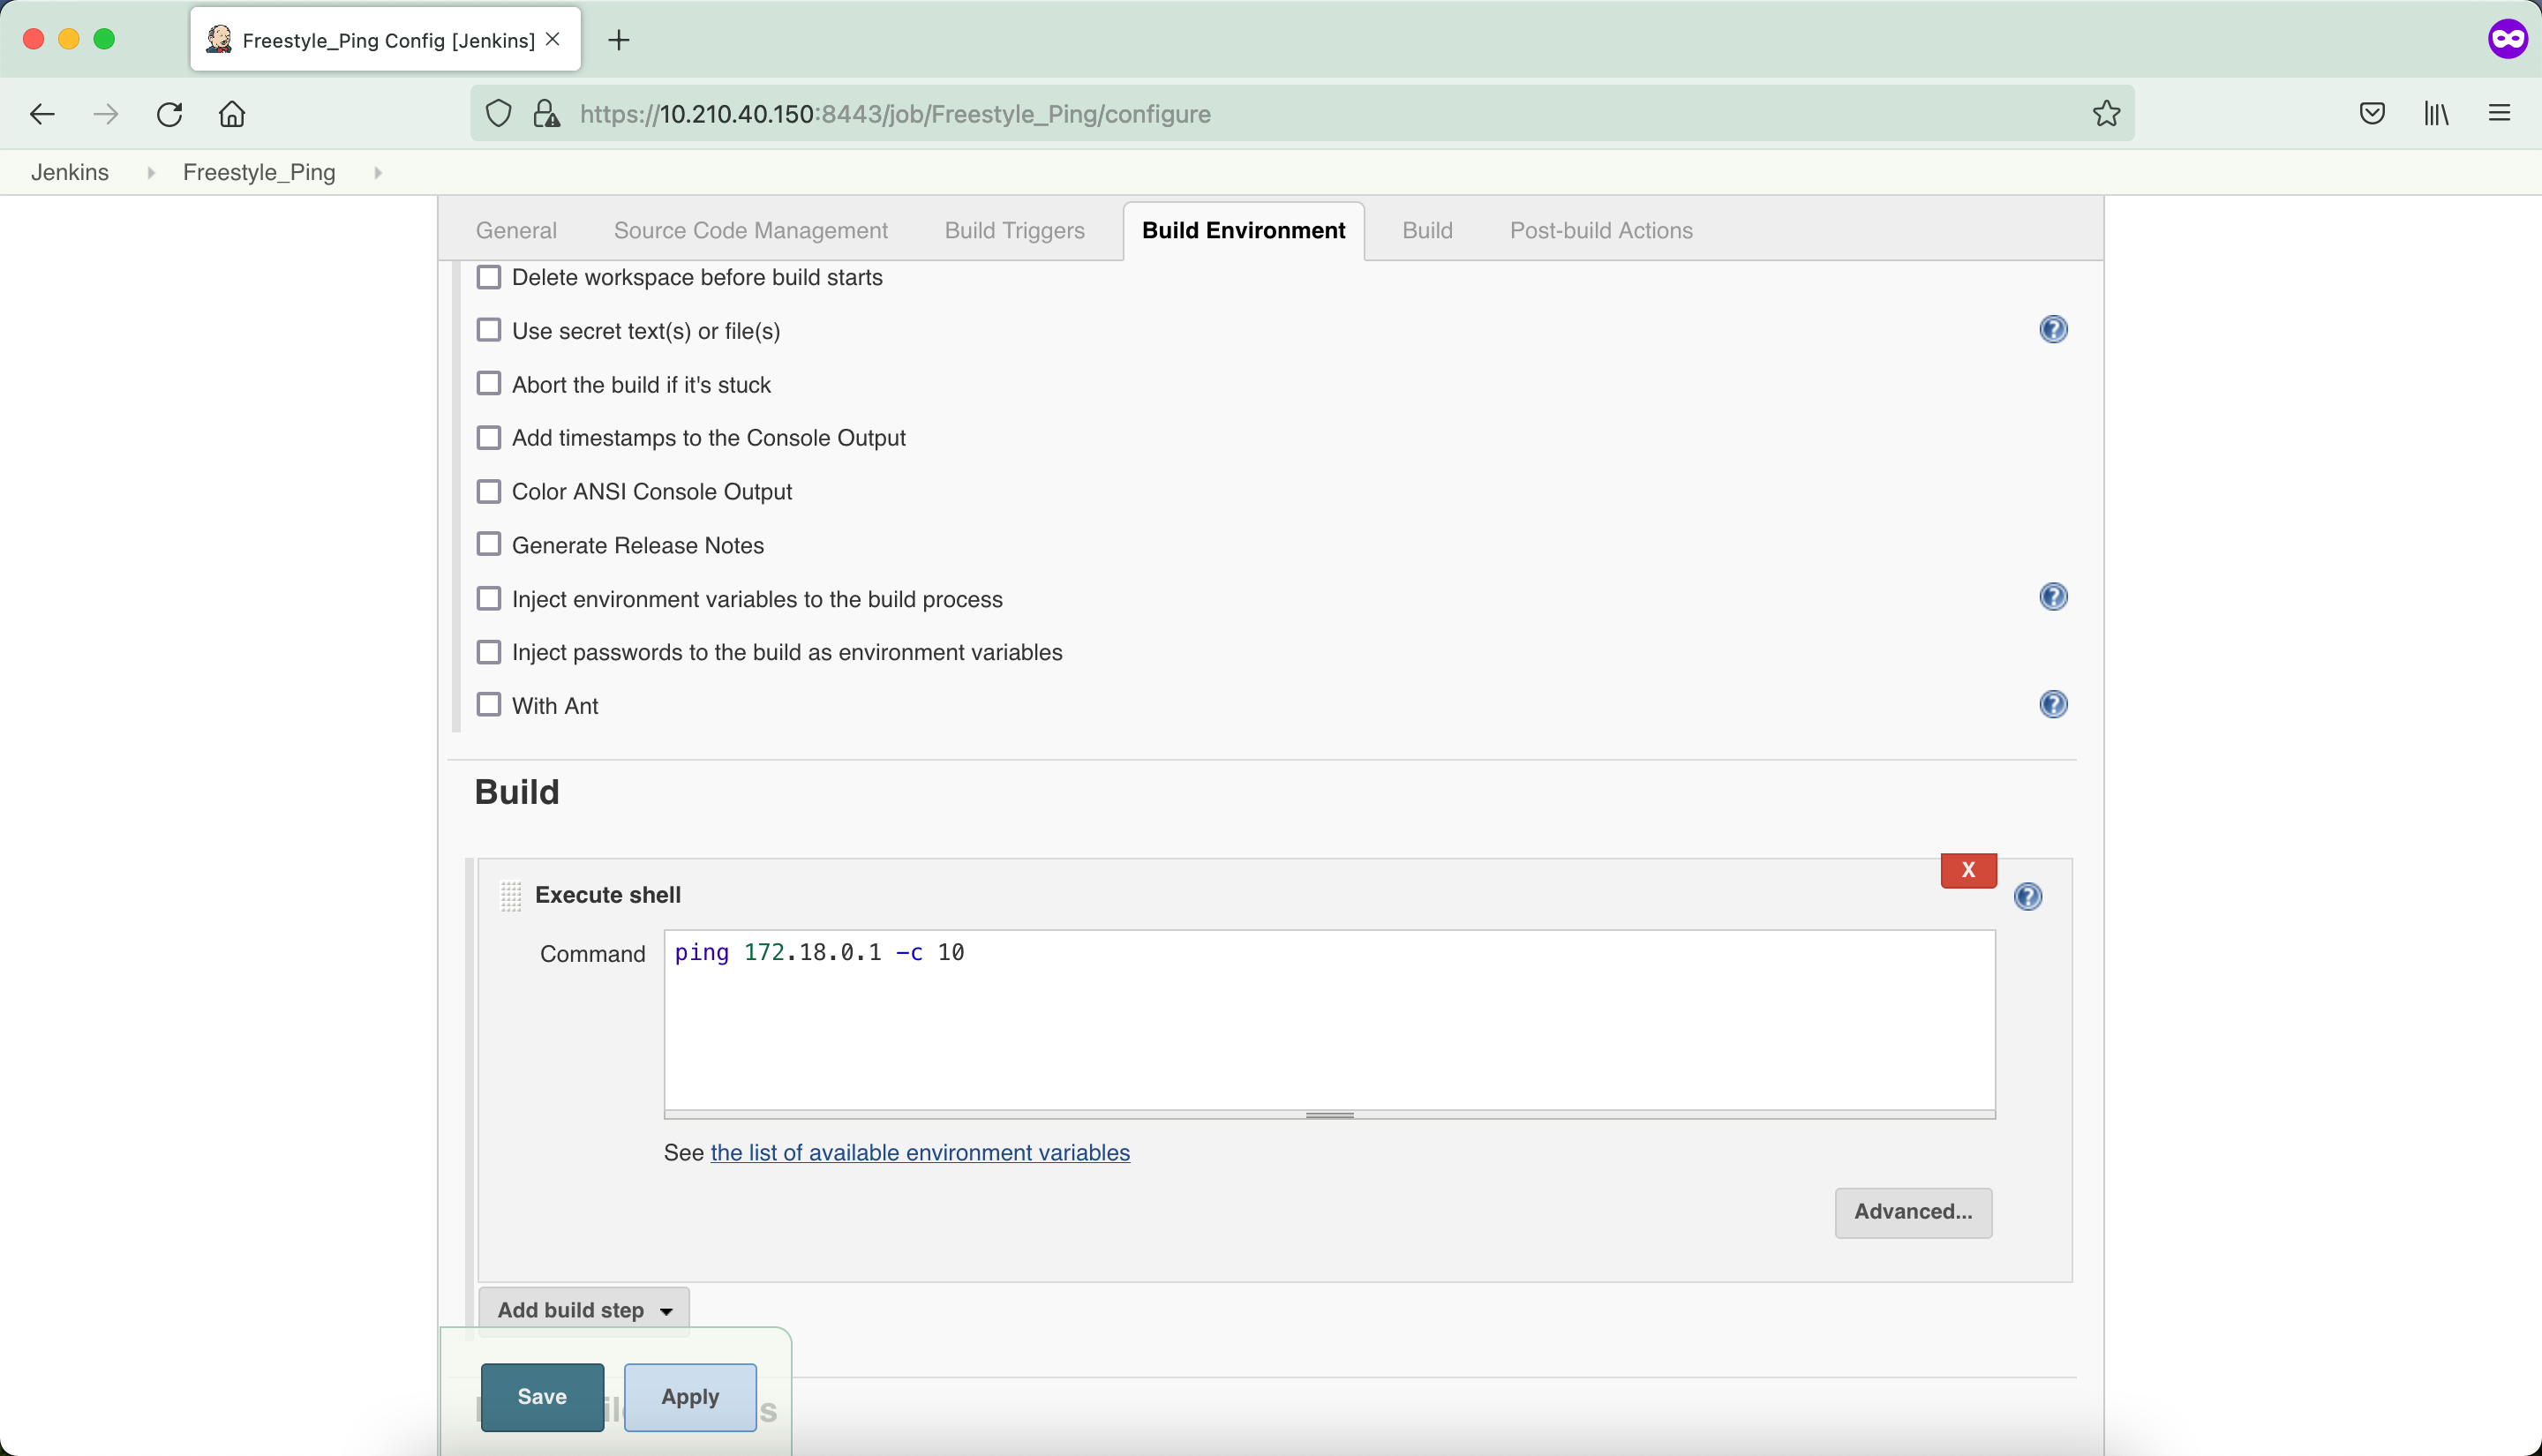 Freestyle_Ping Config [Jenkins]
https://10.210.40.150:8443/job/Freestyle_Ping/configure
Jenkins Freestyle_Ping
General Source Code Management Build Triggers Build Environment Build Post-build Actions
Delete workspace before build starts
Use secret text(s) or file(s)
Abort the build if it's stuck
Add timestamps to the Console Output
Color ANSI Console Output
Generate Release Notes
Inject environment variables to the build process
Inject passwords to the build as environment variables
With Ant
Build
X
Execute shell
Command ping 172.18.0.1 -c 10
See the list of available environment variables
Advanced...
Add build step
Save Apply